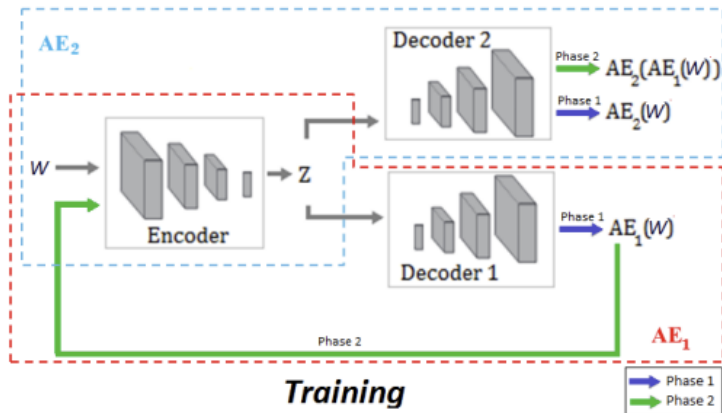 AE2
Decoder 2
Phase 2
AE2(AE1(W))
Phase 1
AE2(W)
W
Z
Encoder
Decoder 1
Phase 1
AE1(W)
Phase 2
AE1
Training
Phase 1
Phase 2